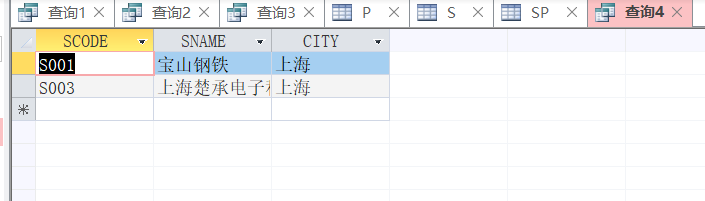 查询1 查询2 查询3 P S SP 查询4
SCODE SNAME CITY
S001 宝山钢铁 上海
S003 上海楚承电子 上海